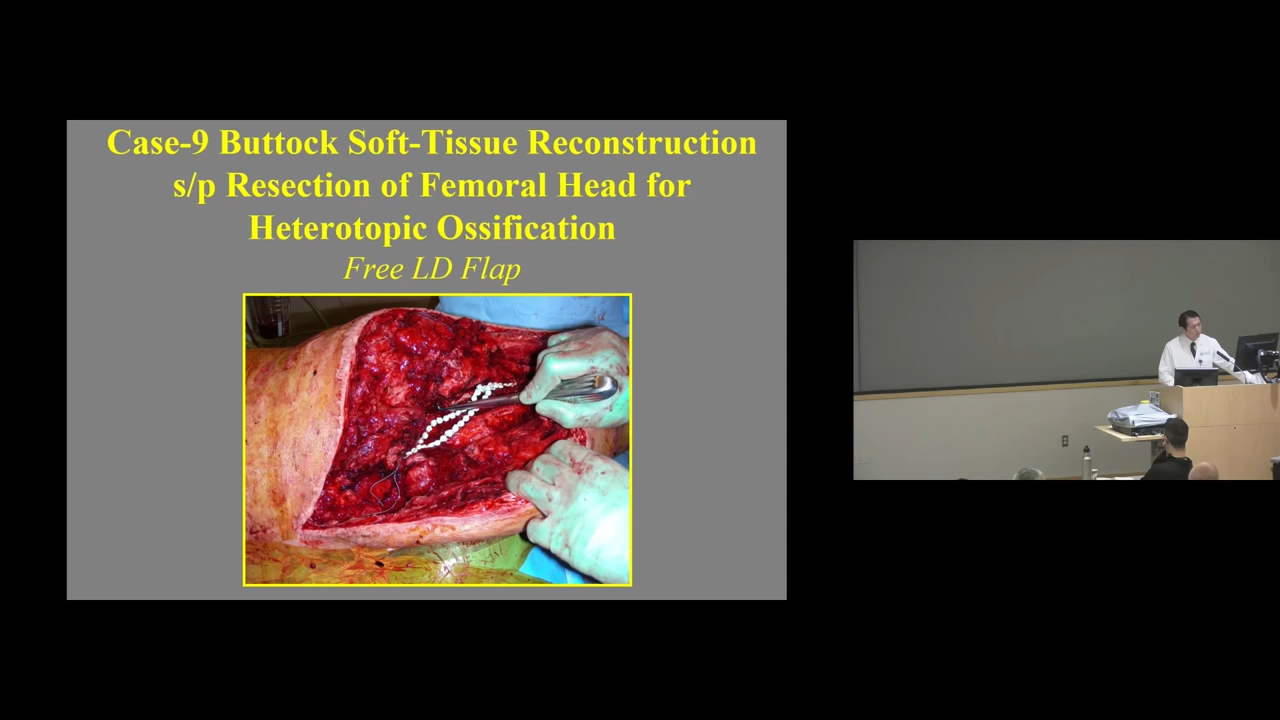 Case-9 Buttock Soft-Tissue Reconstruction
s/p Resection of Femoral Head for
Heterotopic Ossification
Free LD Flap